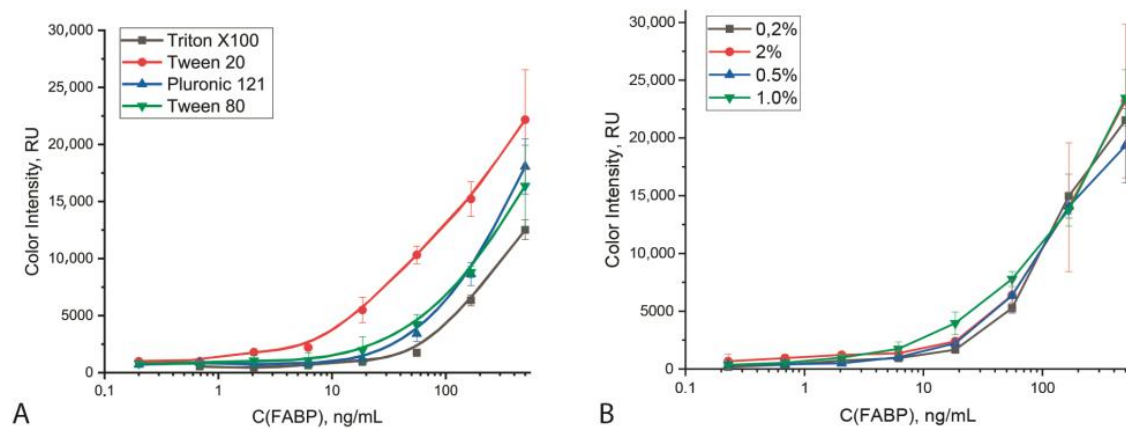 30,000
25,000
20,000
15,000
10,000
5000
0
Color Intensity, RU
Triton X100
Tween 20
Pluronic 121
Tween 80
0.1
1
10
100
C(FABP), ng/mL
A
30,000
25,000
20,000
15,000
10,000
5000
0
Color Intensity, RU
0,2%
2%
0.5%
1.0%
0.1
1
10
100
C(FABP), ng/mL
B